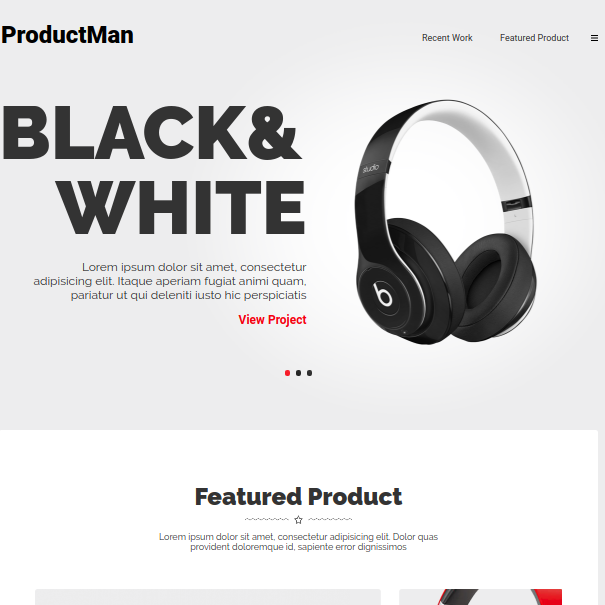 ProductMan
Recent Work
Featured Product
BLACK&
WHITE
Lorem ipsum dolor sit amet, consectetur
adipisicing elit. Itaque aperiam fugiat animi quam,
pariatur ut qui deleniti iusto hic perspiciatis
View Project
studio
b
Featured Product
Lorem ipsum dolor sit amet, consectetur adipisicing elit. Dolor quas
provident doloremque id, sapiente error dignissimos